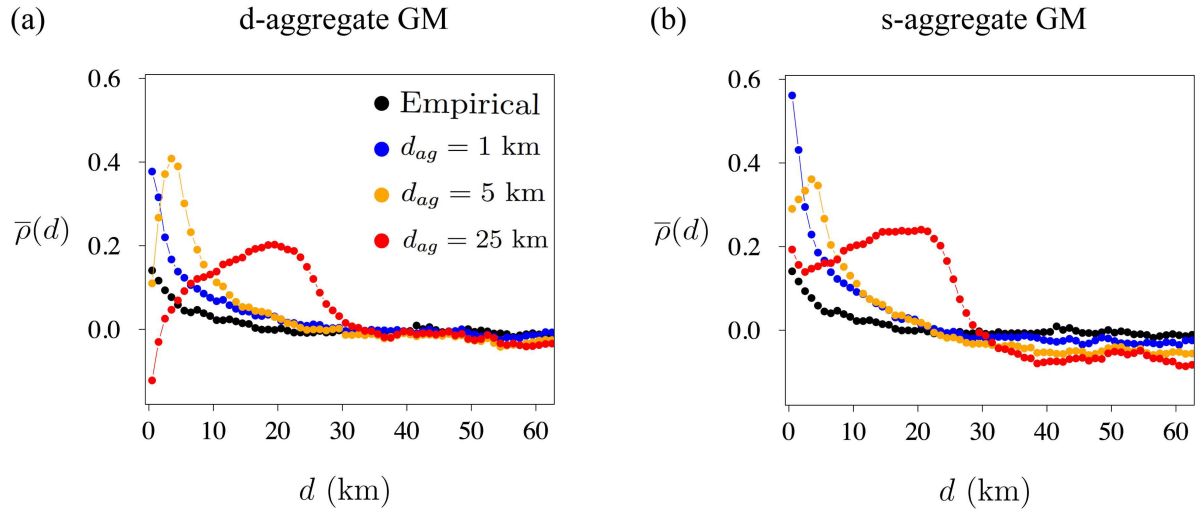 (a) d-aggregate GM
0.6
0.4
0.2
0.0
ρ̅(d)
Empirical
d_ag = 1 km
d_ag = 5 km
d_ag = 25 km
0 10 20 30 40 50 60
d (km)
(b) s-aggregate GM
0.6
0.4
0.2
0.0
ρ̅(d)
0 10 20 30 40 50 60
d (km)